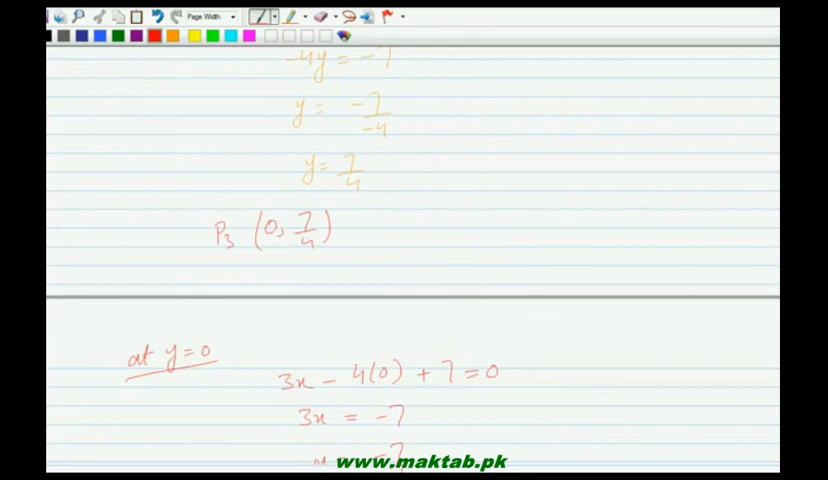 Page Width
-4y = -7
y = -7/-4
y = 7/4
P3 (0, 7/4)
at y=0
3x - 4(0) + 7 = 0
3x = -7
www.maktab.pk